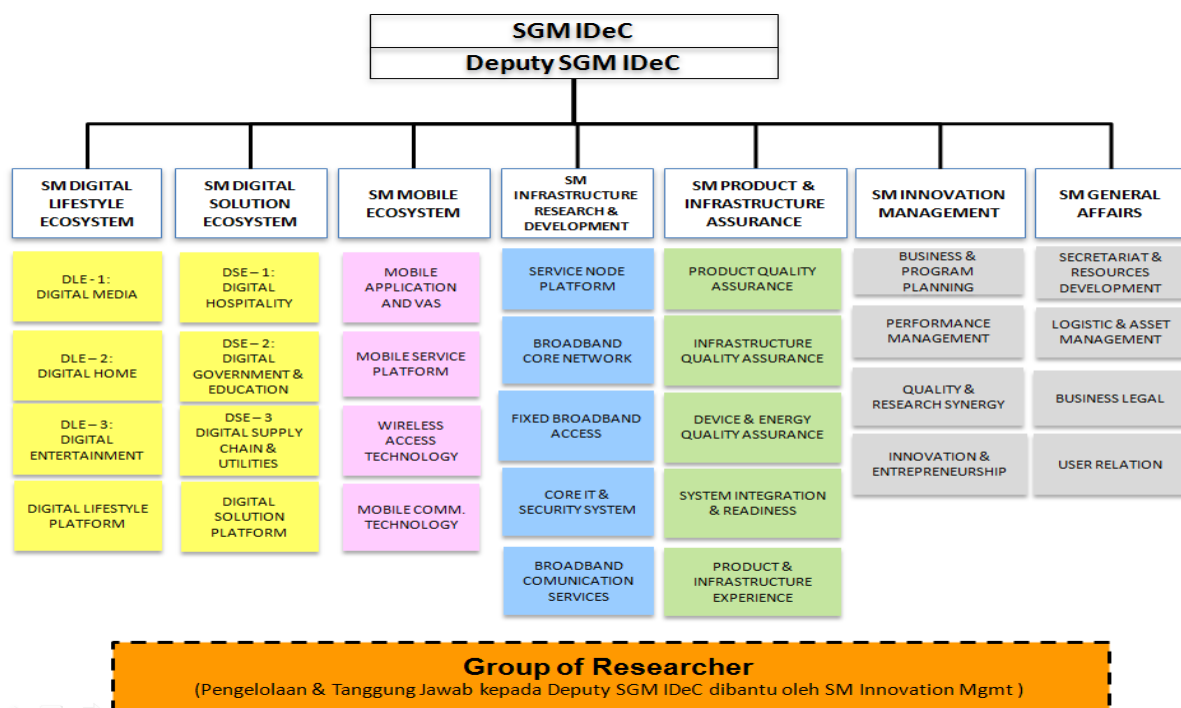 SGM IDeC
Deputy SGM IDeC
SM DIGITAL
LIFESTYLE
ECOSYSTEM
SM DIGITAL
SOLUTION
ECOSYSTEM
SM MOBILE
ECOSYSTEM
SM
INFRASTRUCTURE
RESEARCH &
DEVELOPMENT
SM PRODUCT &
INFRASTRUCTURE
ASSURANCE
SM INNOVATION
MANAGEMENT
SM GENERAL
AFFAIRS
DLE - 1:
DIGITAL MEDIA
DLE – 2:
DIGITAL HOME
DLE – 3:
DIGITAL
ENTERTAINMENT
DIGITAL LIFESTYLE
PLATFORM
DSE – 1:
DIGITAL
HOSPITALITY
DSE – 2:
DIGITAL
GOVERNMENT &
EDUCATION
DSE – 3
DIGITAL SUPPLY
CHAIN &
UTILITIES
DIGITAL
SOLUTION
PLATFORM
MOBILE
APPLICATION
AND VAS
MOBILE SERVICE
PLATFORM
WIRELESS
ACCESS
TECHNOLOGY
MOBILE COMM.
TECHNOLOGY
SERVICE NODE
PLATFORM
BROADBAND
CORE NETWORK
FIXED BROADBAND
ACCESS
CORE IT &
SECURITY SYSTEM
BROADBAND
COMUNICATION
SERVICES
PRODUCT QUALITY
ASSURANCE
INFRASTRUCTURE
QUALITY ASSURANCE
DEVICE & ENERGY
QUALITY ASSURANCE
SYSTEM INTEGRATION
& READINESS
PRODUCT &
INFRASTRUCTURE
EXPERIENCE
BUSINESS &
PROGRAM
PLANNING
PERFORMANCE
MANAGEMENT
QUALITY &
RESEARCH SYNERGY
INNOVATION &
ENTREPRENEURSHIP
SECRETARIAT &
RESOURCES
DEVELOPMENT
LOGISTIC & ASSET
MANAGEMENT
BUSINESS LEGAL
USER RELATION
Group of Researcher
(Pengelolaan & Tanggung Jawab kepada Deputy SGM IDeC dibantu oleh SM Innovation Mgmt )